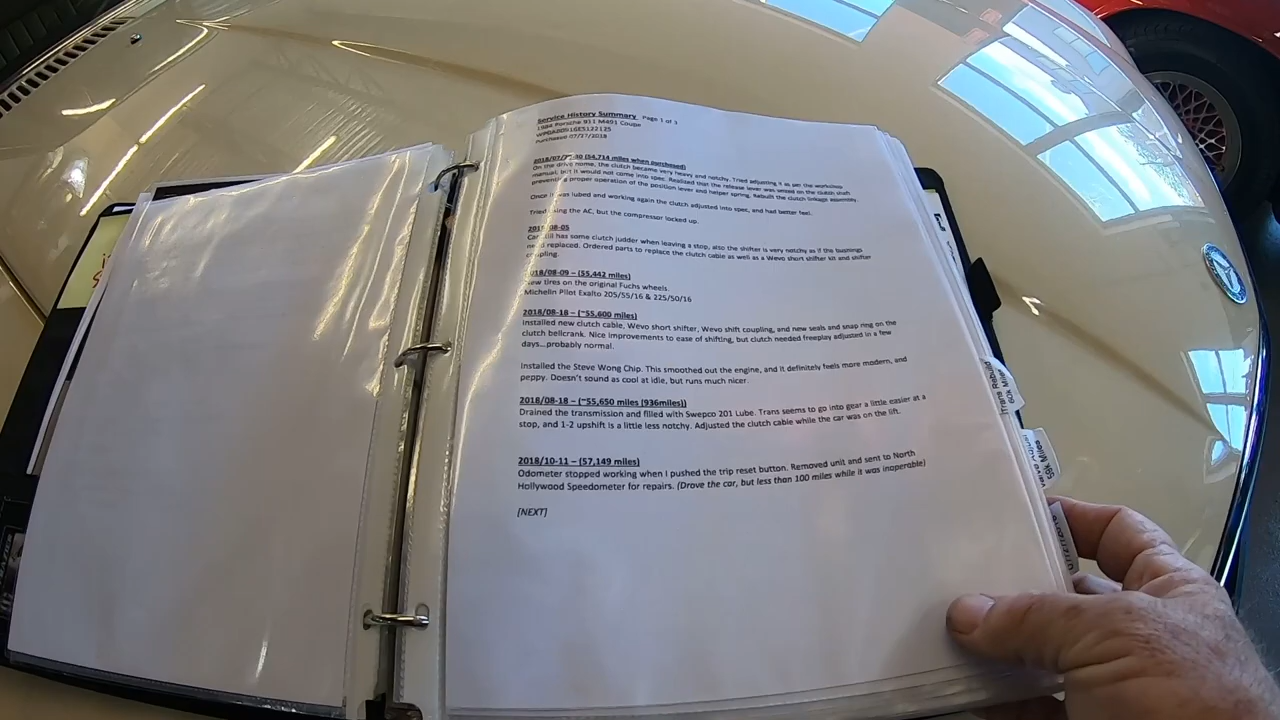 Service History Summary Page 1 of 3
1984 Porsche 911 M491 Coupe
Purchased 07/27/2018
(54,714 miles when purchased)
On the drive home, the clutch became very heavy and notchy. Tried adjusting it as per the workshop
manual, but it would not come into spec. Realized that the release lever was seized on the clutch shaft
preventing proper operation of the position lever and helper spring. Rebuilt the clutch linkage assembly.
Once it was lubed and working again the clutch adjusted into spec, and had better feel.
Tried using the AC, but the compressor locked up.
2018-08-05
Car still has some clutch judder when leaving a stop, also the shifter is very notchy as if the bushings
need replaced. Ordered parts to replace the clutch cable as well as a Wevo short shifter kit and shifter
coupling.
2018/08-09 – (55,442 miles)
New tires on the original Fuchs wheels.
Michelin Pilot Exalto 205/55/16 & 225/50/16
2018/08-18 – (~55,600 miles)
Installed new clutch cable, Wevo short shifter, Wevo shift coupling, and new seals and snap ring on the
clutch bellcrank. Nice improvements to ease of shifting, but clutch needed freeplay adjusted in a few
days...probably normal.
Installed the Steve Wong Chip. This smoothed out the engine, and it definitely feels more modern, and
peppy. Doesn't sound as cool at idle, but runs much nicer.
2018/08-18 – (~55,650 miles (936miles))
Drained the transmission and filled with Swepco 201 Lube. Trans seems to go into gear a little easier at a
stop, and 1-2 upshift is a little less notchy. Adjusted the clutch cable while the car was on the lift.
2018/10-11 – (57,149 miles)
Odometer stopped working when I pushed the trip reset button. Removed unit and sent to North
Hollywood Speedometer for repairs. (Drove the car, but less than 100 miles while it was inoperable)
[NEXT]
Trans Rebuild
60k Miles
59k Miles